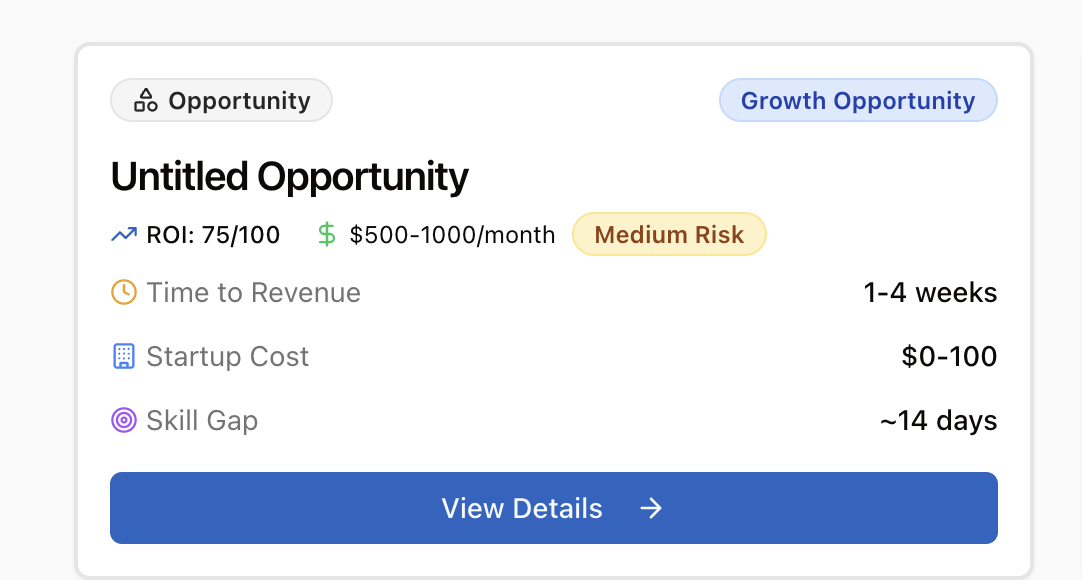 Opportunity
Growth Opportunity
Untitled Opportunity
ROI: 75/100 $ $500-1000/month Medium Risk
Time to Revenue 1-4 weeks
Startup Cost $0-100
Skill Gap ~14 days
View Details →